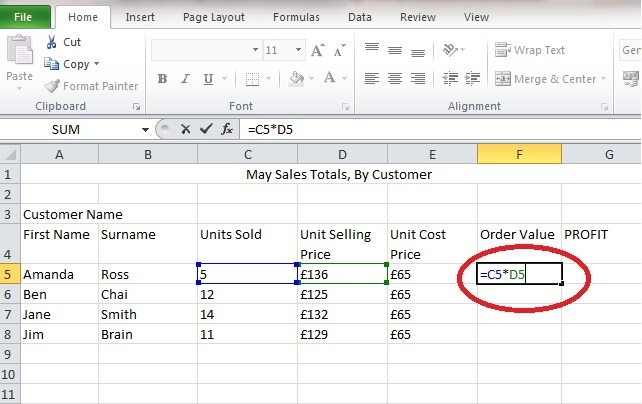 File Home Insert Page Layout Formulas Data Review View
Cut
Copy
Format Painter
Paste
11 A A
Wrap Text Gen
B I U A
Merge & Center
Clipboard Font Alignment
SUM fx =C5*D5
A B C D E F G
1 May Sales Totals, By Customer
2
3 Customer Name
First Name Surname Units Sold Unit Selling Unit Cost Order Value PROFIT
4 Price Price
5 Amanda Ross 5 £136 £65 =C5*D5
6 Ben Chai 12 £125 £65
7 Jane Smith 14 £132 £65
8 Jim Brain 11 £129 £65
9
10
11